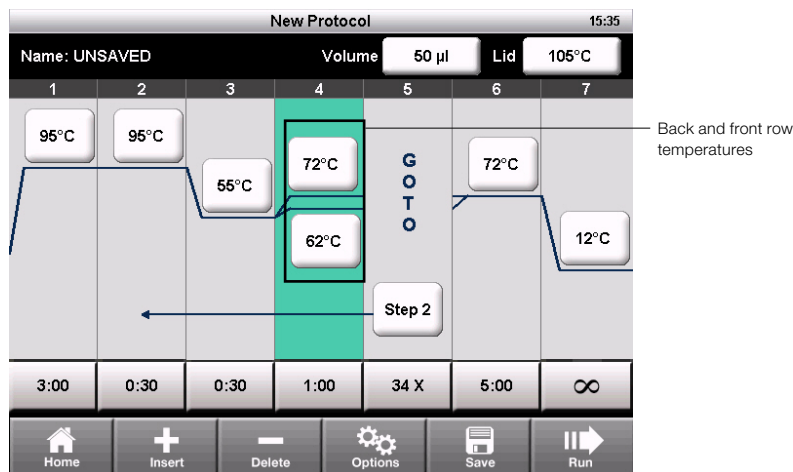 New Protocol 15:35
Name: UNSAVED Volume 50 µl Lid 105°C
1 2 3 4 5 6 7
95°C 95°C 55°C 72°C 62°C GOTO 72°C 12°C
Back and front row
temperatures
Step 2
3:00 0:30 0:30 1:00 34 X 5:00 ∞
Home Insert Delete Options Save Run